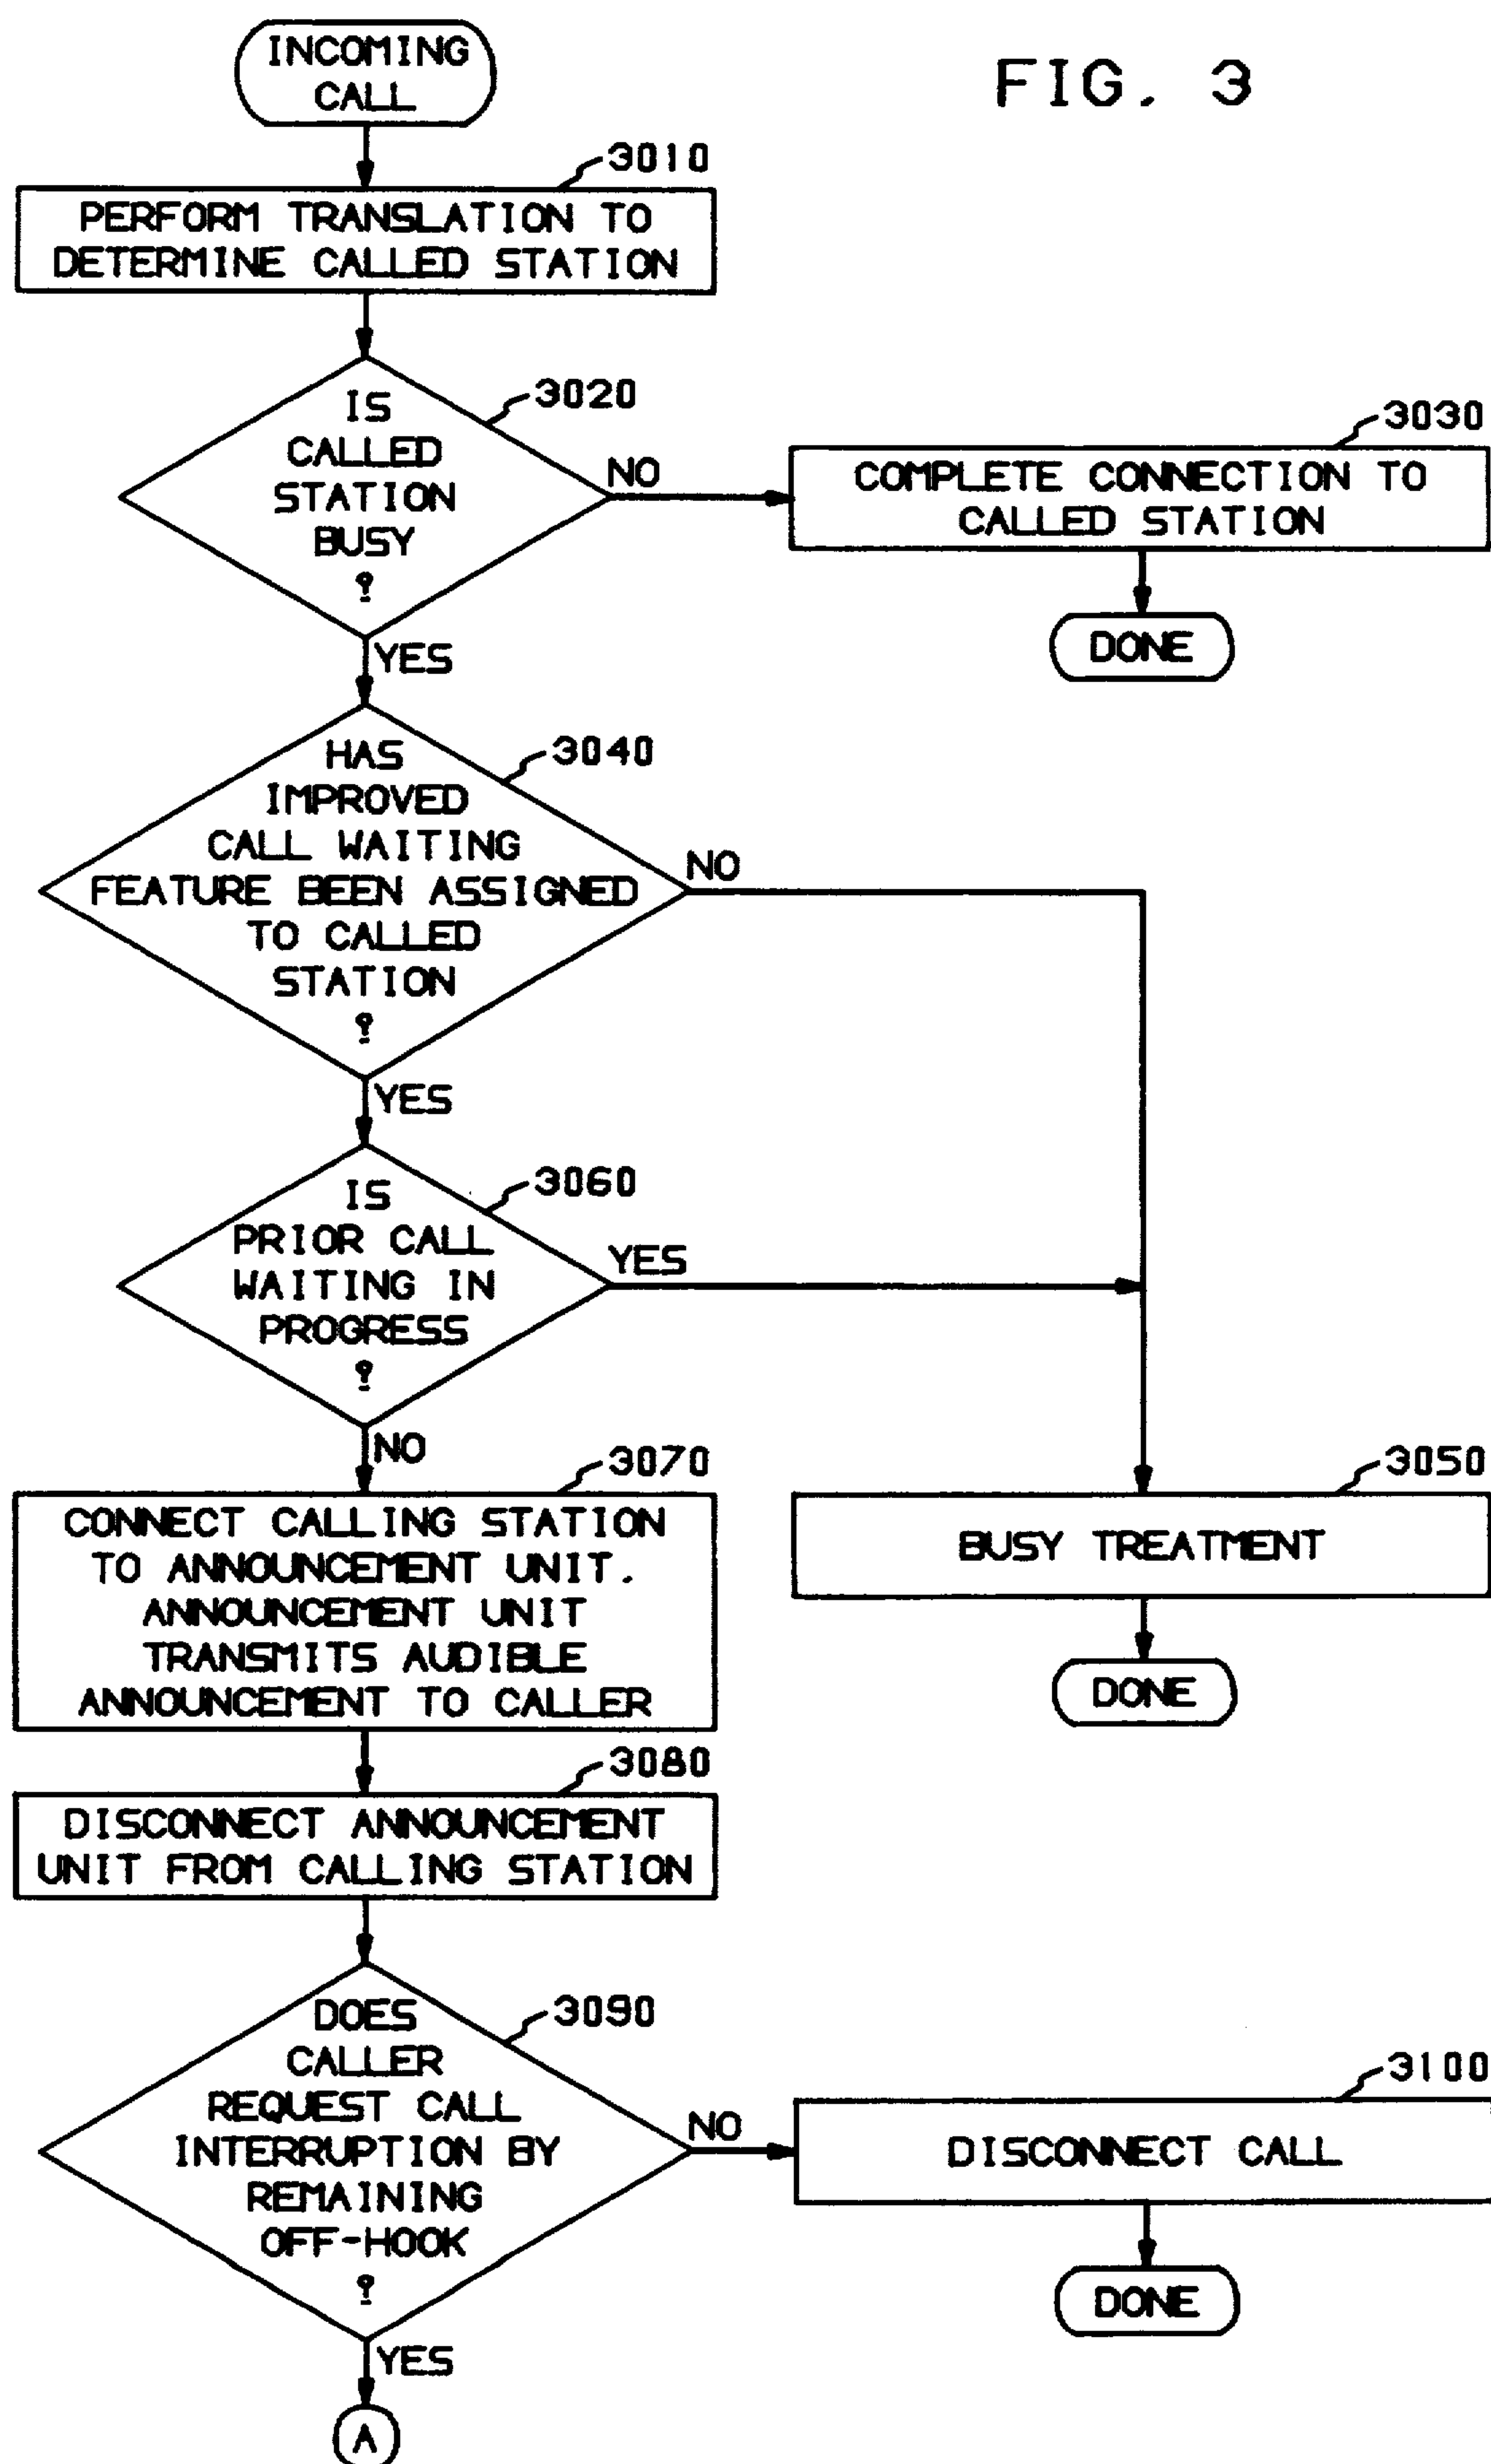 INCOMING
CALL
FIG. 3
3010
PERFORM TRANSLATION TO
DETERMINE CALLED STATION
3020
IS
CALLED
STATION
BUSY
?
NO
3030
COMPLETE CONNECTION TO
CALLED STATION
DONE
YES
3040
HAS
IMPROVED
CALL WAITING
FEATURE BEEN ASSIGNED
TO CALLED
STATION
?
NO
YES
3060
IS
PRIOR CALL
WAITING IN
PROGRESS
?
YES
NO
3070
CONNECT CALLING STATION
TO ANNOUNCEMENT UNIT.
ANNOUNCEMENT UNIT
TRANSMITS AUDIBLE
ANNOUNCEMENT TO CALLER
3050
BUSY TREATMENT
DONE
3080
DISCONNECT ANNOUNCEMENT
UNIT FROM CALLING STATION
3090
DOES
CALLER
REQUEST CALL
INTERRUPTION BY
REMAINING
OFF-HOOK
?
NO
3100
DISCONNECT CALL
DONE
YES
A